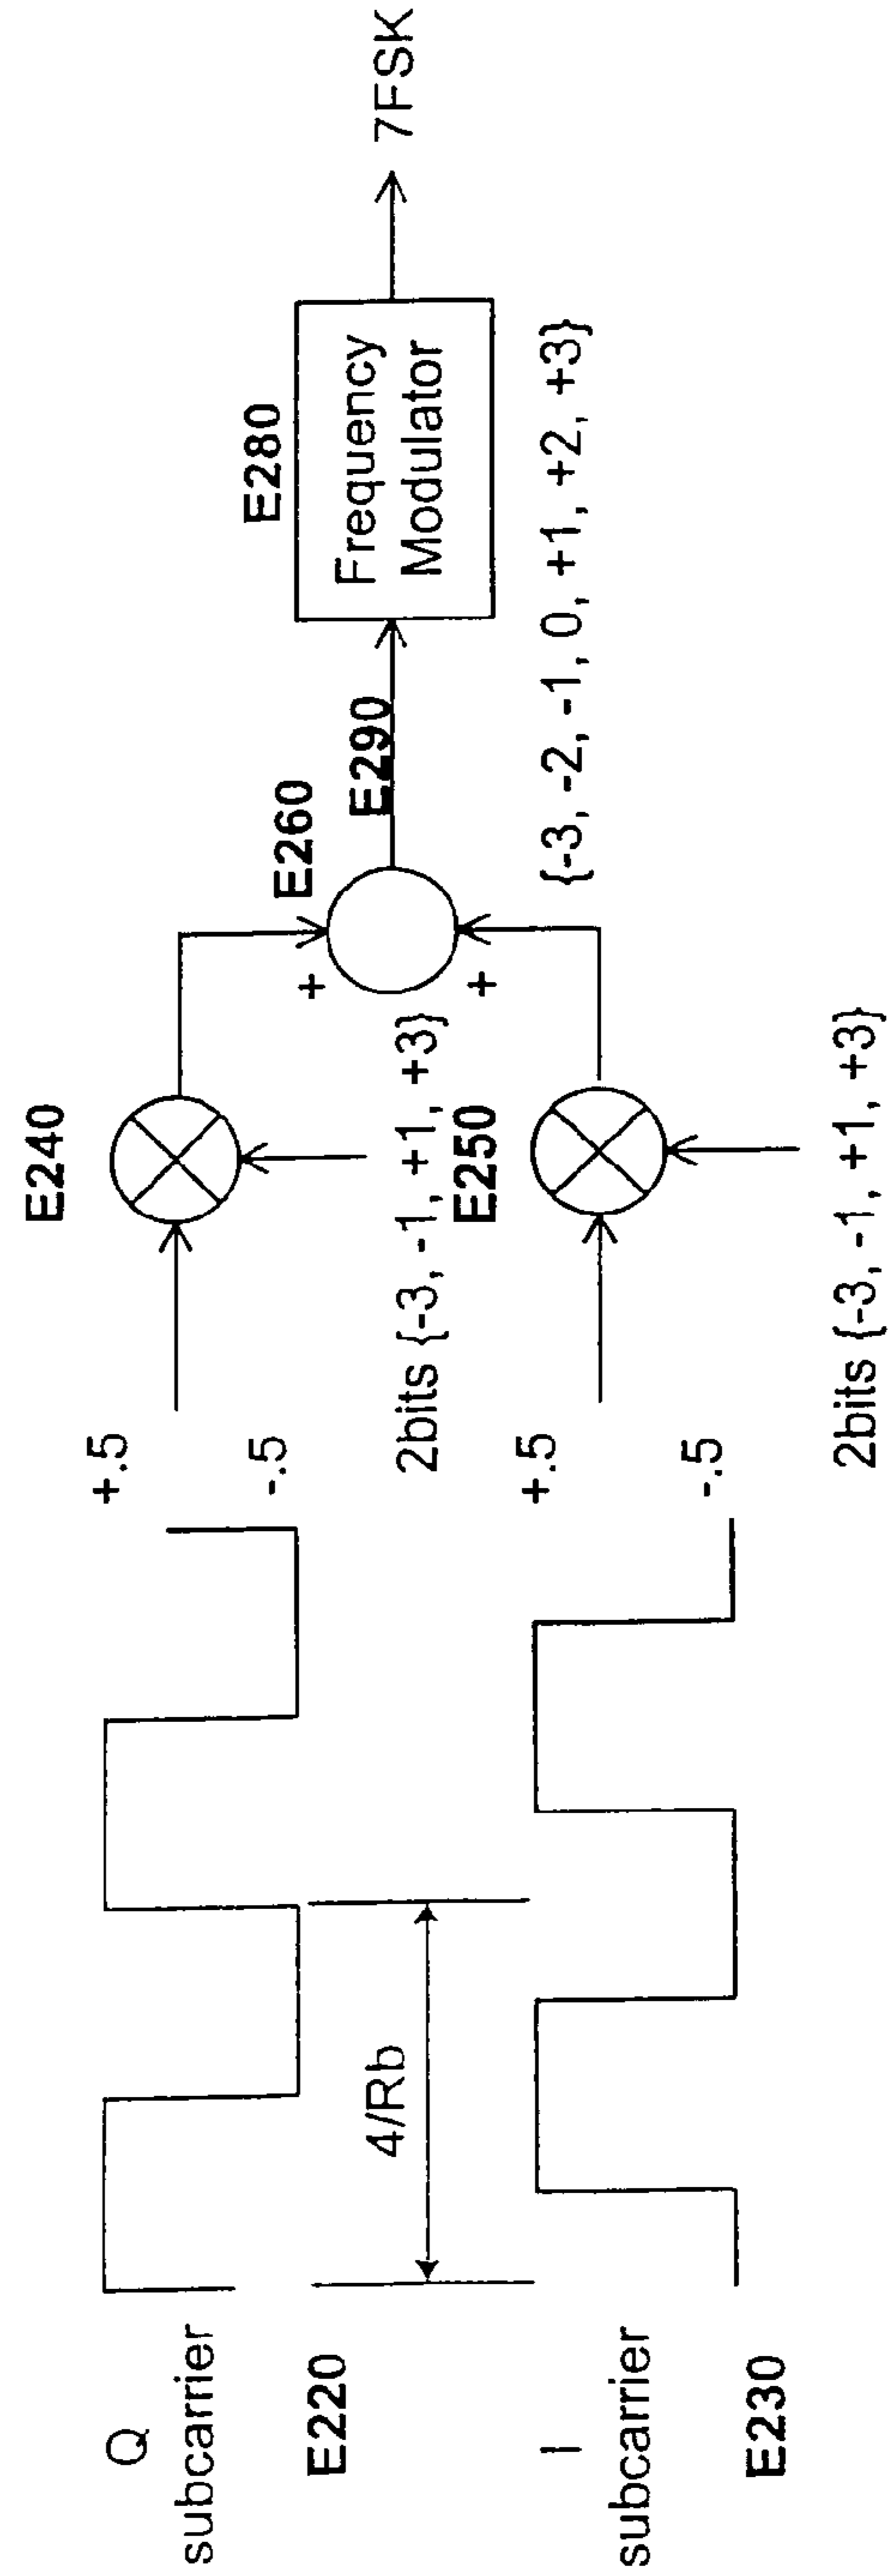 Q
subcarrier
E220
4/Rb
+.5
-.5
E240
2bits {-3, -1, +1, +3}
I
subcarrier
E230
+.5
-.5
E250
2bits {-3, -1, +1, +3}
+
+
E260
E290
{-3, -2, -1, 0, +1, +2, +3}
E280
Frequency
Modulator
7FSK